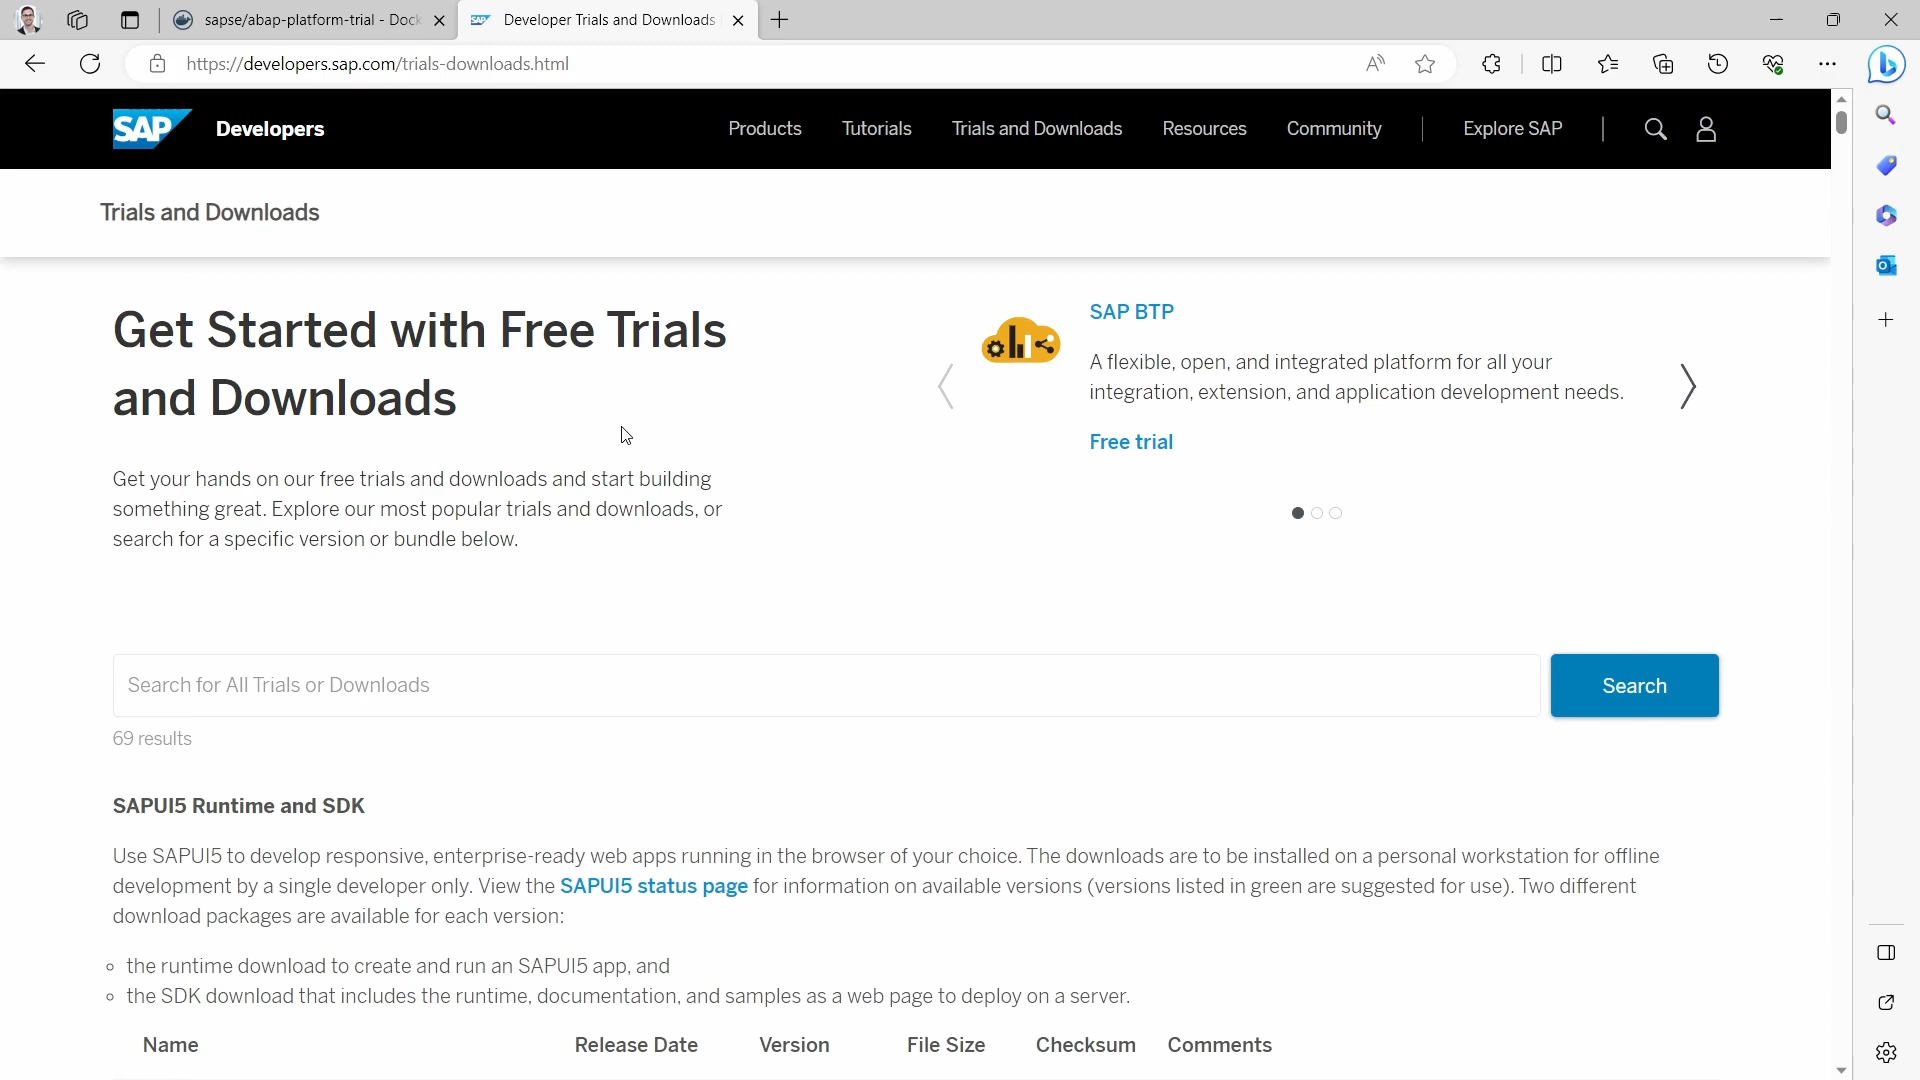 sapse/abap-platform-trial - Dock
SAP Developer Trials and Downloads
https://developers.sap.com/trials-downloads.html
SAP Developers Products Tutorials Trials and Downloads Resources Community Explore SAP
Trials and Downloads
Get Started with Free Trials
and Downloads
Get your hands on our free trials and downloads and start building
something great. Explore our most popular trials and downloads, or
search for a specific version or bundle below.
SAP BTP
A flexible, open, and integrated platform for all your
integration, extension, and application development needs.
Free trial
Search for All Trials or Downloads
Search
69 results
SAPUI5 Runtime and SDK
Use SAPUI5 to develop responsive, enterprise-ready web apps running in the browser of your choice. The downloads are to be installed on a personal workstation for offline
development by a single developer only. View the SAPUI5 status page for information on available versions (versions listed in green are suggested for use). Two different
download packages are available for each version:
the runtime download to create and run an SAPUI5 app, and
the SDK download that includes the runtime, documentation, and samples as a web page to deploy on a server.
Name Release Date Version File Size Checksum Comments